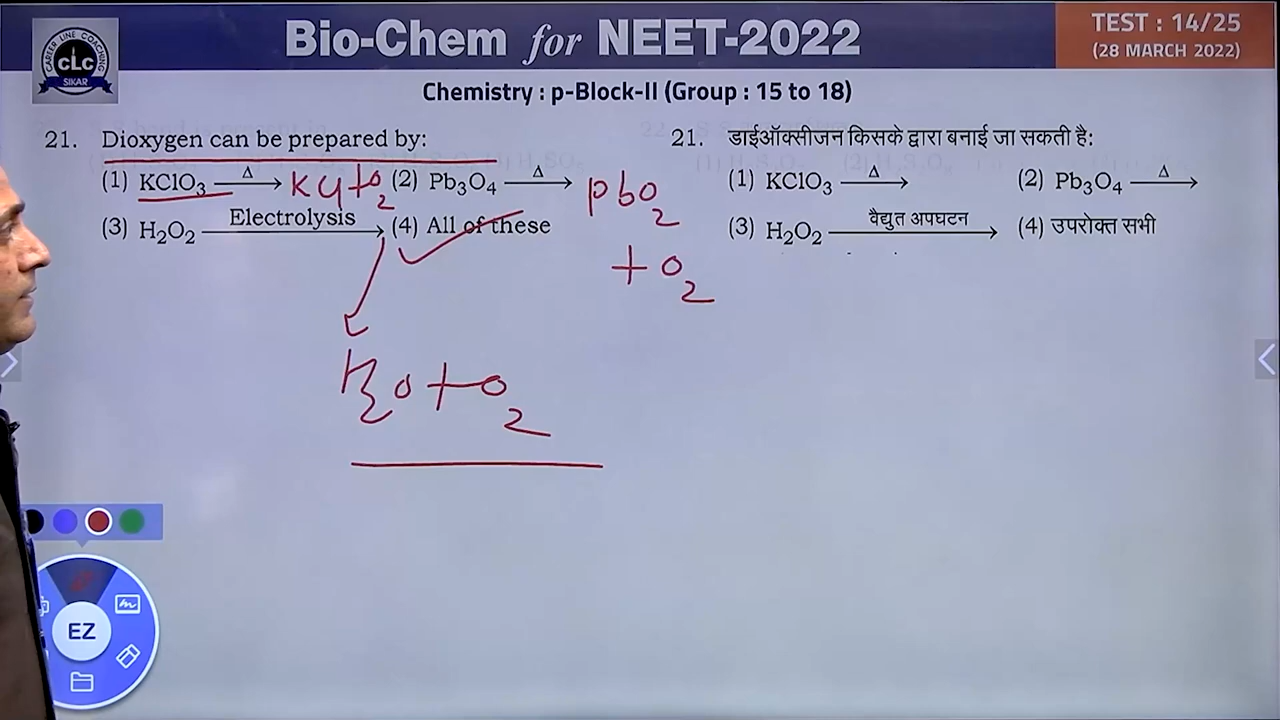 CAREER LINE COACHING
CLC
SIKAR
Bio-Chem for NEET-2022
TEST : 14/25
(28 MARCH 2022)
Chemistry : p-Block-II (Group : 15 to 18)
21. Dioxygen can be prepared by:
(1) KClO₃ —Δ→ KCl + O₂ (2) Pb₃O₄ —Δ→ PbO₂ + O₂
(3) H₂O₂ —Electrolysis→ (4) All of these
H₂O + O₂
21. डाईऑक्सीजन किसके द्वारा बनाई जा सकती है:
(1) KClO₃ —Δ→ (2) Pb₃O₄ —Δ→
(3) H₂O₂ —वैद्युत अपघटन→ (4) उपरोक्त सभी
EZ